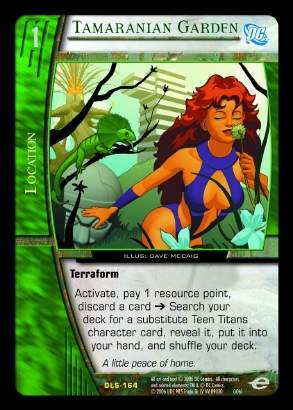 1
TAMARANIAN GARDEN
DC
LOCATION
ILLUS: DAVE MCCAIG
Terraform
Activate, pay 1 resource point,
discard a card ➔ Search your
deck for a substitute Teen Titans
character card, reveal it, put it into
your hand, and shuffle your deck.
A little peace of home.
DLS-164